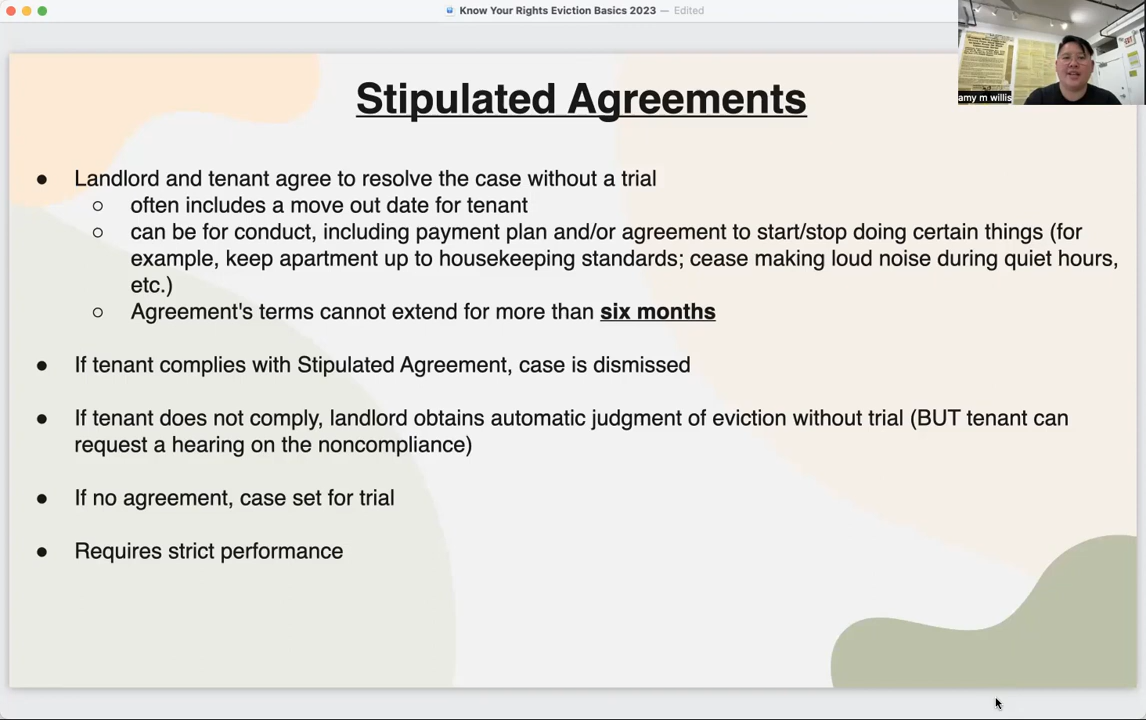 Know Your Rights Eviction Basics 2023 — Edited
amy m willis
Stipulated Agreements
● Landlord and tenant agree to resolve the case without a trial
○ often includes a move out date for tenant
○ can be for conduct, including payment plan and/or agreement to start/stop doing certain things (for
example, keep apartment up to housekeeping standards; cease making loud noise during quiet hours,
etc.)
○ Agreement's terms cannot extend for more than six months
● If tenant complies with Stipulated Agreement, case is dismissed
● If tenant does not comply, landlord obtains automatic judgment of eviction without trial (BUT tenant can
request a hearing on the noncompliance)
● If no agreement, case set for trial
● Requires strict performance